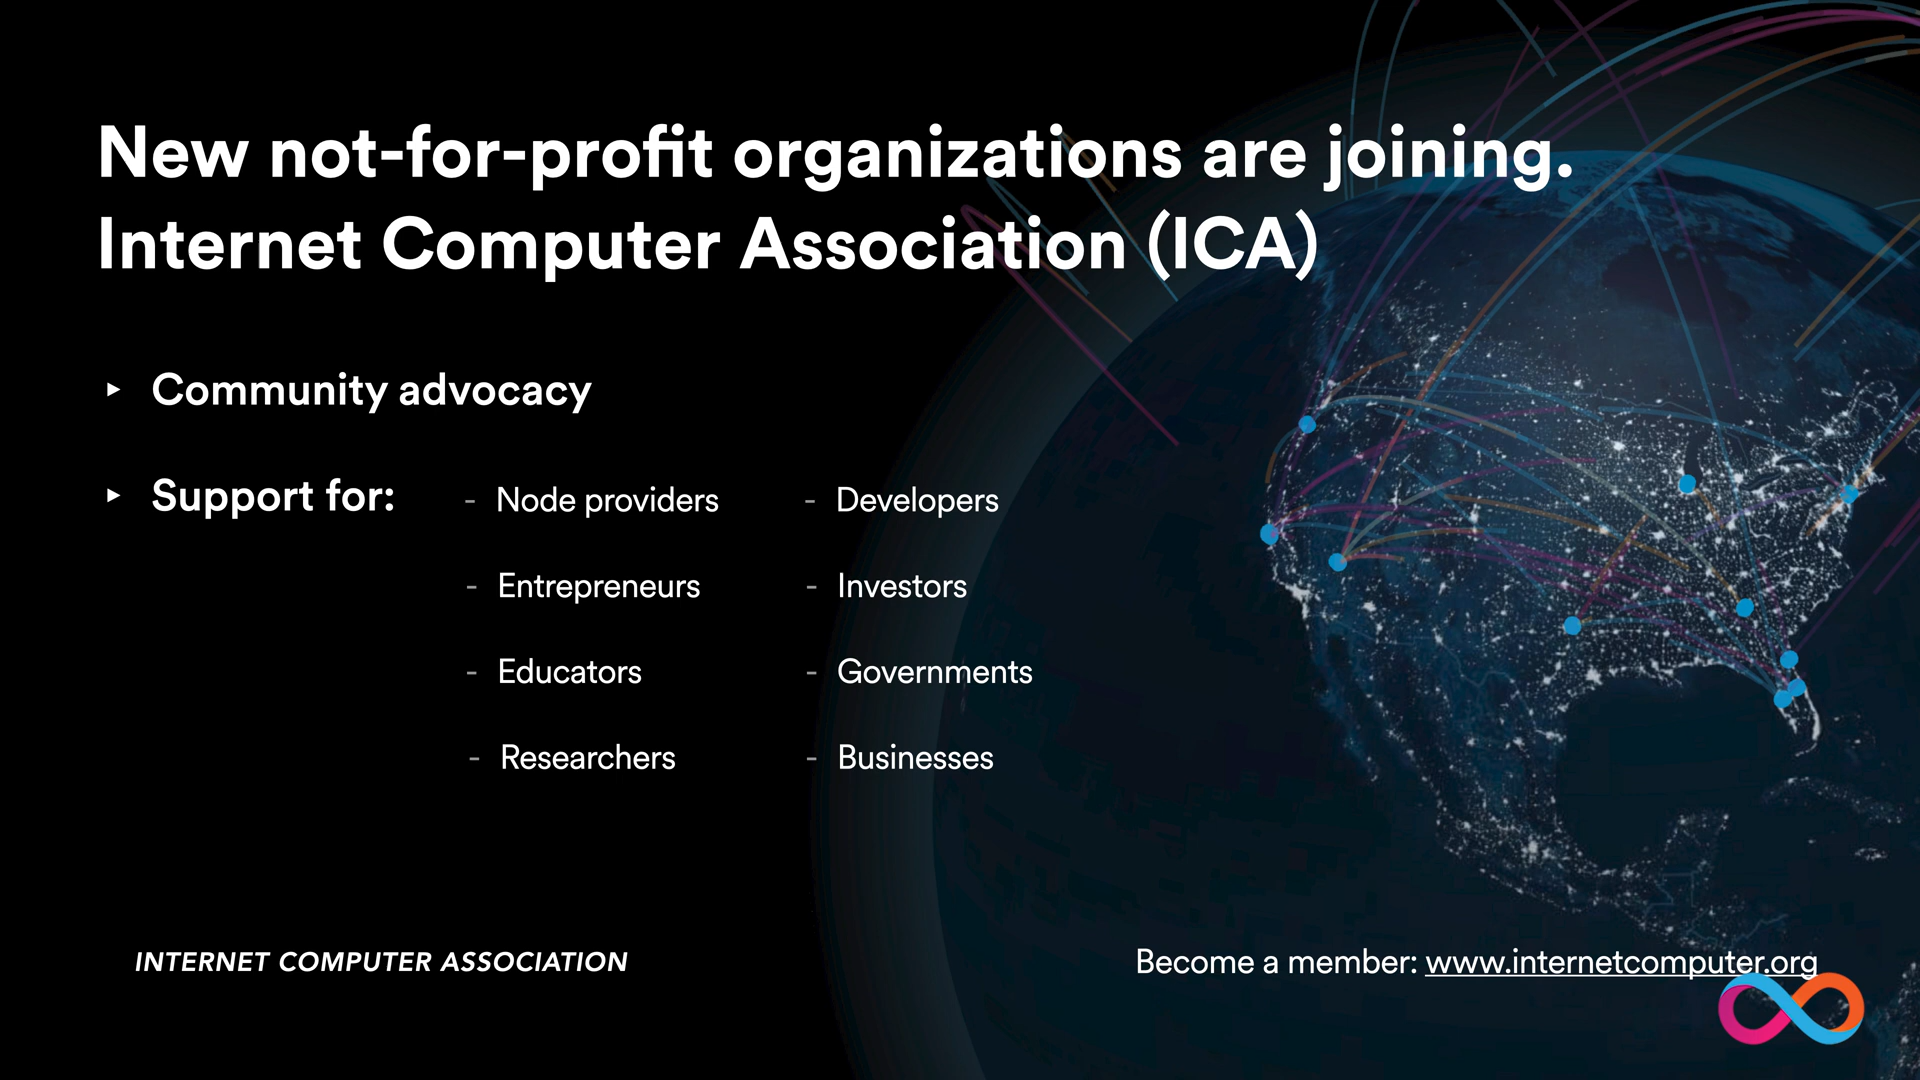 New not-for-profit organizations are joining.
Internet Computer Association (ICA)
▸ Community advocacy
▸ Support for:
- Node providers
- Developers
- Entrepreneurs
- Investors
- Educators
- Governments
- Researchers
- Businesses
INTERNET COMPUTER ASSOCIATION
Become a member: www.internetcomputer.org